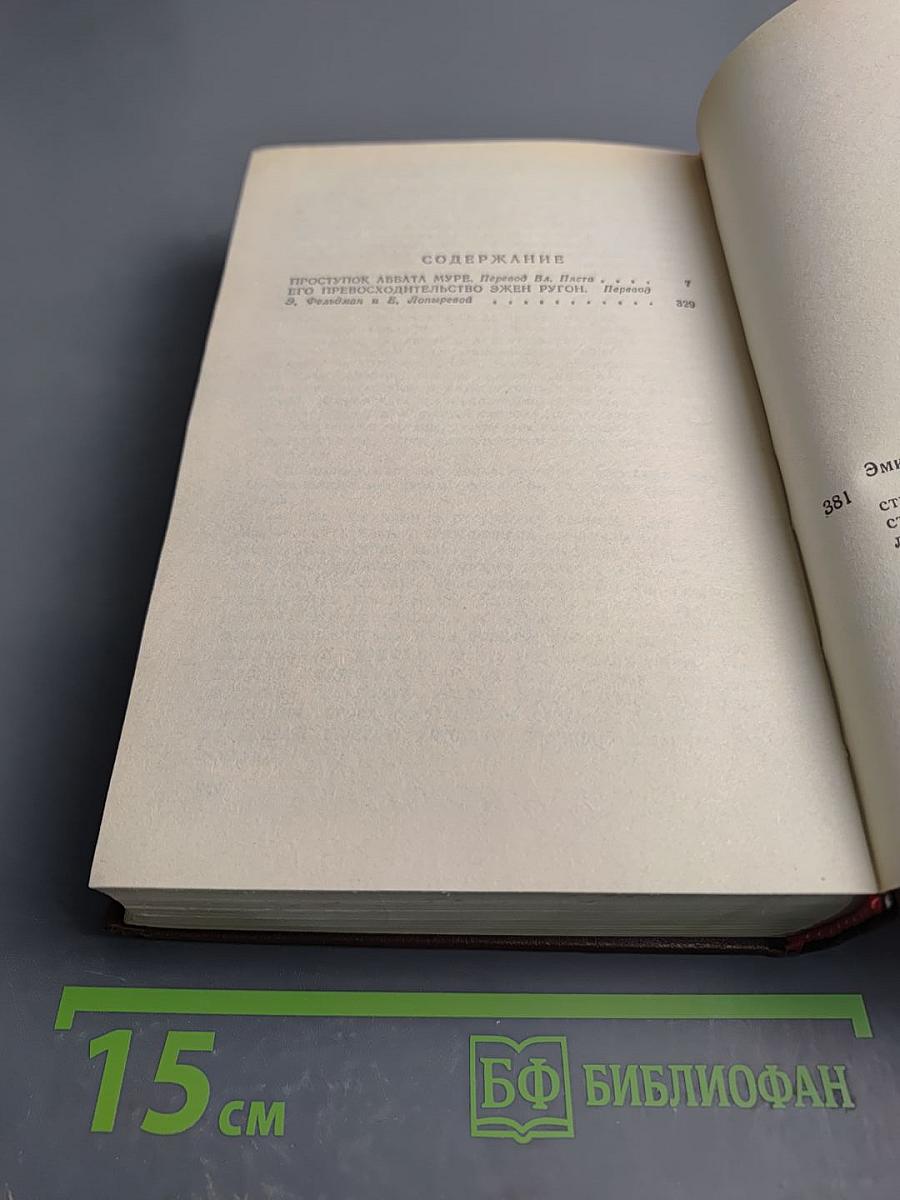 СОДЕРЖАНИЕ
ПРОСТУПОК АББАТА МУРЕ. Перевод Вл. Пяста . . . . 7
ЕГО ПРЕВОСХОДИТЕЛЬСТВО ЭЖЕН РУГОН. Перевод
Э. Фельдман и Е. Лопыревой . . . . . . . . . . . 329
381
15 см
БФ БИБЛИОФАН